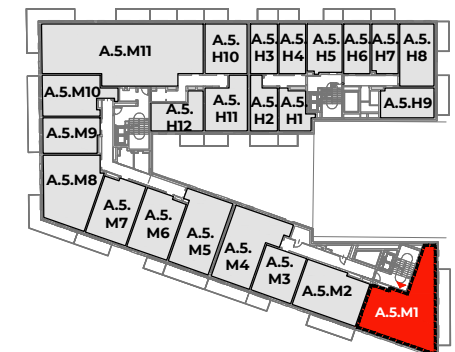 A.5.M11
A.5.
H10
A.5.
H3
A.5.
H4
A.5.
H5
A.5.
H6
A.5.
H7
A.5.
H8
A.5.M10
A.5.
H12
A.5.
H11
A.5.
H2
A.5.
H1
A.5.H9
A.5.M9
A.5.M8
A.5.
M7
A.5.
M6
A.5.
M5
A.5.
M4
A.5.
M3
A.5.M2
A.5.M1